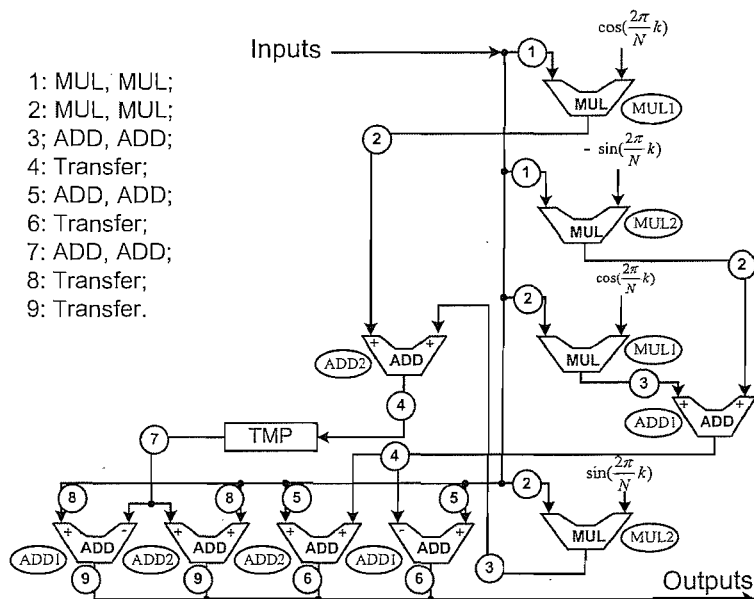 Inputs
1
cos(2π/N k)
MUL
MUL1
1: MUL, MUL;
2: MUL, MUL;
3; ADD, ADD;
4: Transfer;
5: ADD, ADD;
6: Transfer;
7: ADD, ADD;
8: Transfer;
9: Transfer.
2
- sin(2π/N k)
1
MUL
MUL2
2
cos(2π/N k)
2
MUL
MUL1
+ +
ADD
ADD2
3
+ +
ADD
ADD1
4
TMP
7
4
sin(2π/N k)
2
MUL
MUL2
3
8
8
5
5
+ -
ADD
ADD1
+ +
ADD
ADD2
+ +
ADD
ADD2
- +
ADD
ADD1
9
9
6
6
Outputs